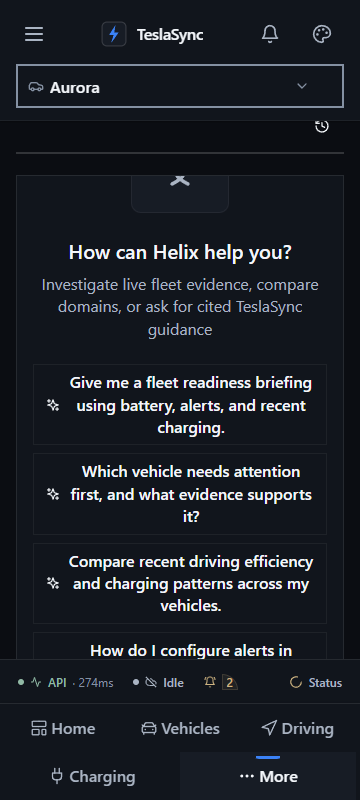 TeslaSync
Aurora
How can Helix help you?
Investigate live fleet evidence, compare
domains, or ask for cited TeslaSync
guidance
Give me a fleet readiness briefing
using battery, alerts, and recent
charging.
Which vehicle needs attention
first, and what evidence supports
it?
Compare recent driving efficiency
and charging patterns across my
vehicles.
How do I configure alerts in
API · 274ms Idle 2 Status
Home Vehicles Driving
Charging More